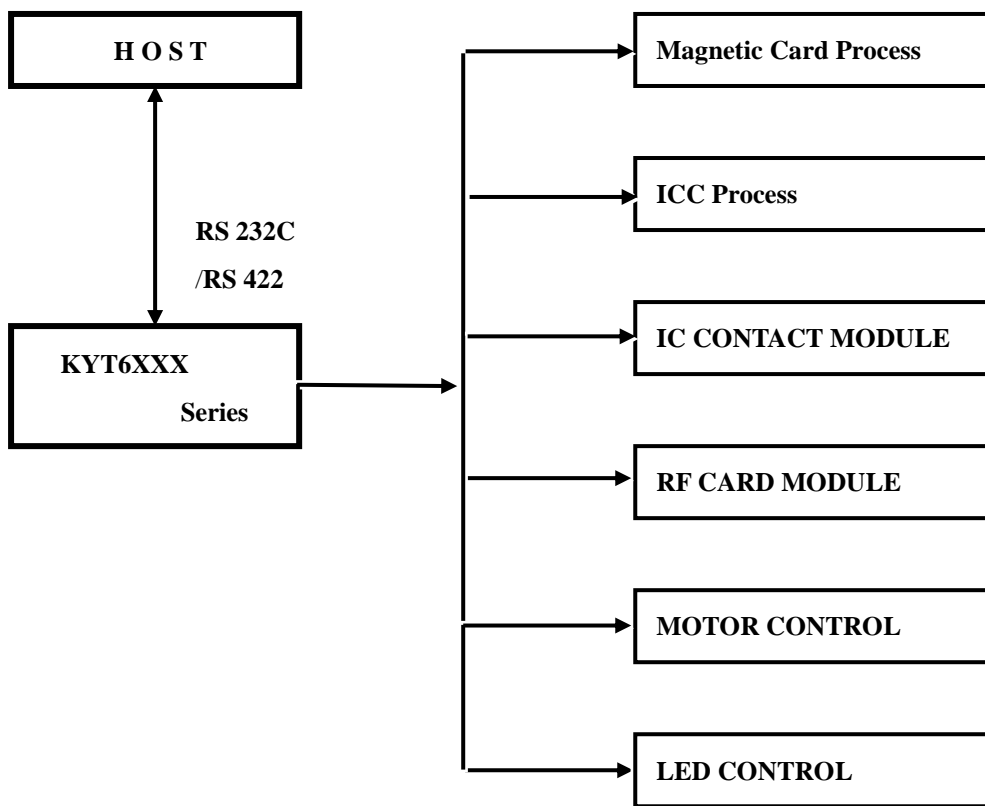 H O S T
RS 232C
/RS 422
KYT6XXX
Series
Magnetic Card Process
ICC Process
IC CONTACT MODULE
RF CARD MODULE
MOTOR CONTROL
LED CONTROL